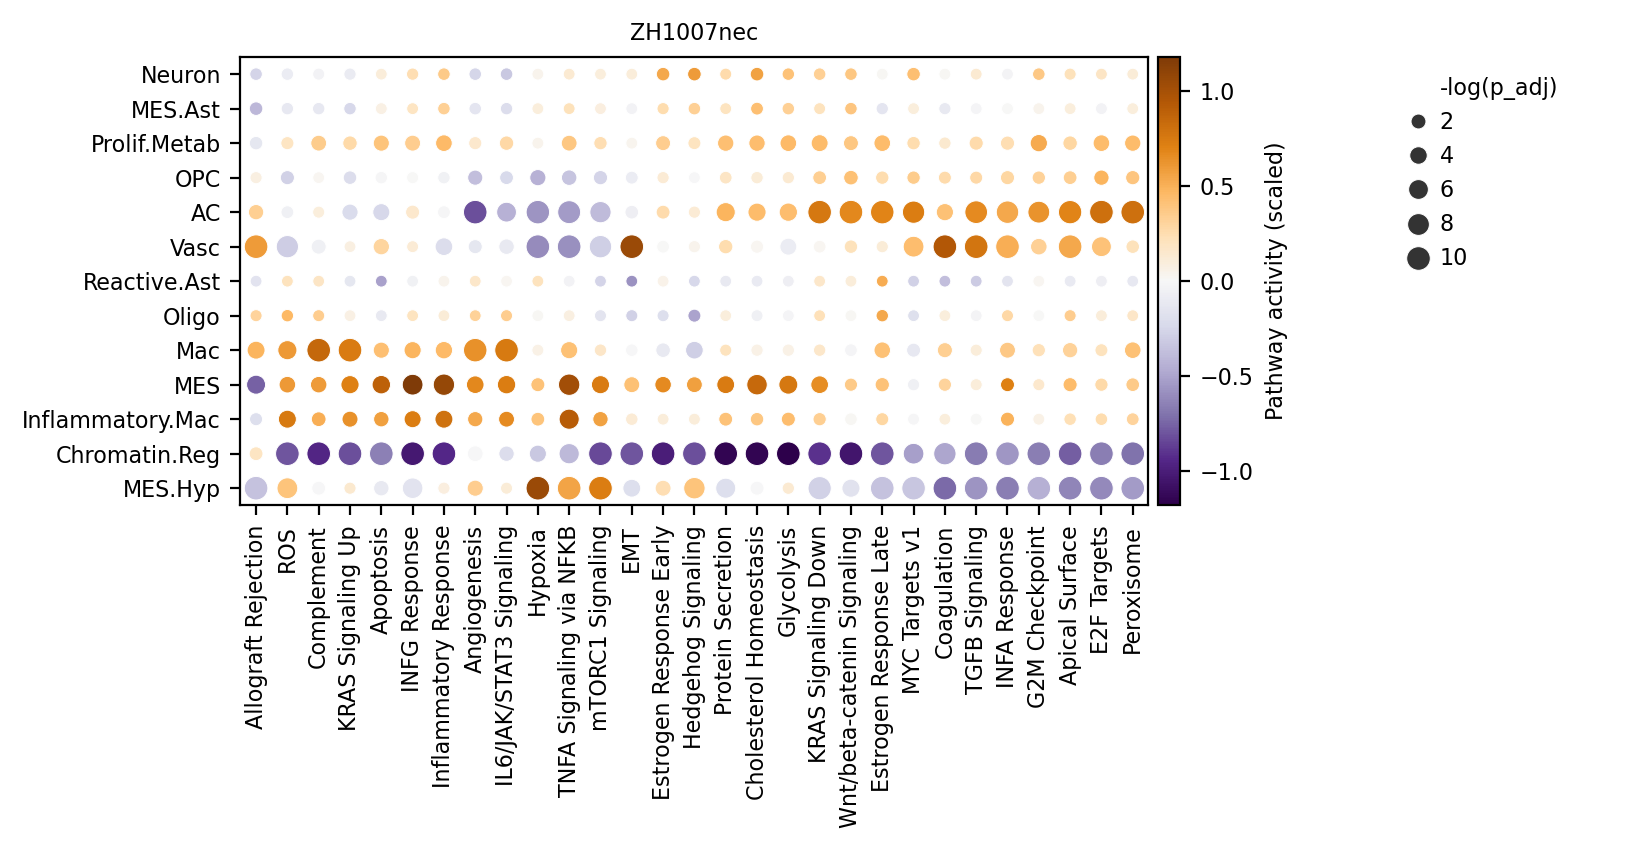 ZH1007nec
Neuron
MES.Ast
Prolif.Metab
OPC
AC
Vasc
Reactive.Ast
Oligo
Mac
MES
Inflammatory.Mac
Chromatin.Reg
MES.Hyp
Allograft Rejection
ROS
Complement
KRAS Signaling Up
Apoptosis
INFG Response
Inflammatory Response
Angiogenesis
IL6/JAK/STAT3 Signaling
Hypoxia
TNFA Signaling via NFKB
mTORC1 Signaling
EMT
Estrogen Response Early
Hedgehog Signaling
Protein Secretion
Cholesterol Homeostasis
Glycolysis
KRAS Signaling Down
Wnt/beta-catenin Signaling
Estrogen Response Late
MYC Targets v1
Coagulation
TGFB Signaling
INFA Response
G2M Checkpoint
Apical Surface
E2F Targets
Peroxisome
1.0
0.5
0.0
−0.5
−1.0
Pathway activity (scaled)
-log(p_adj)
2
4
6
8
10